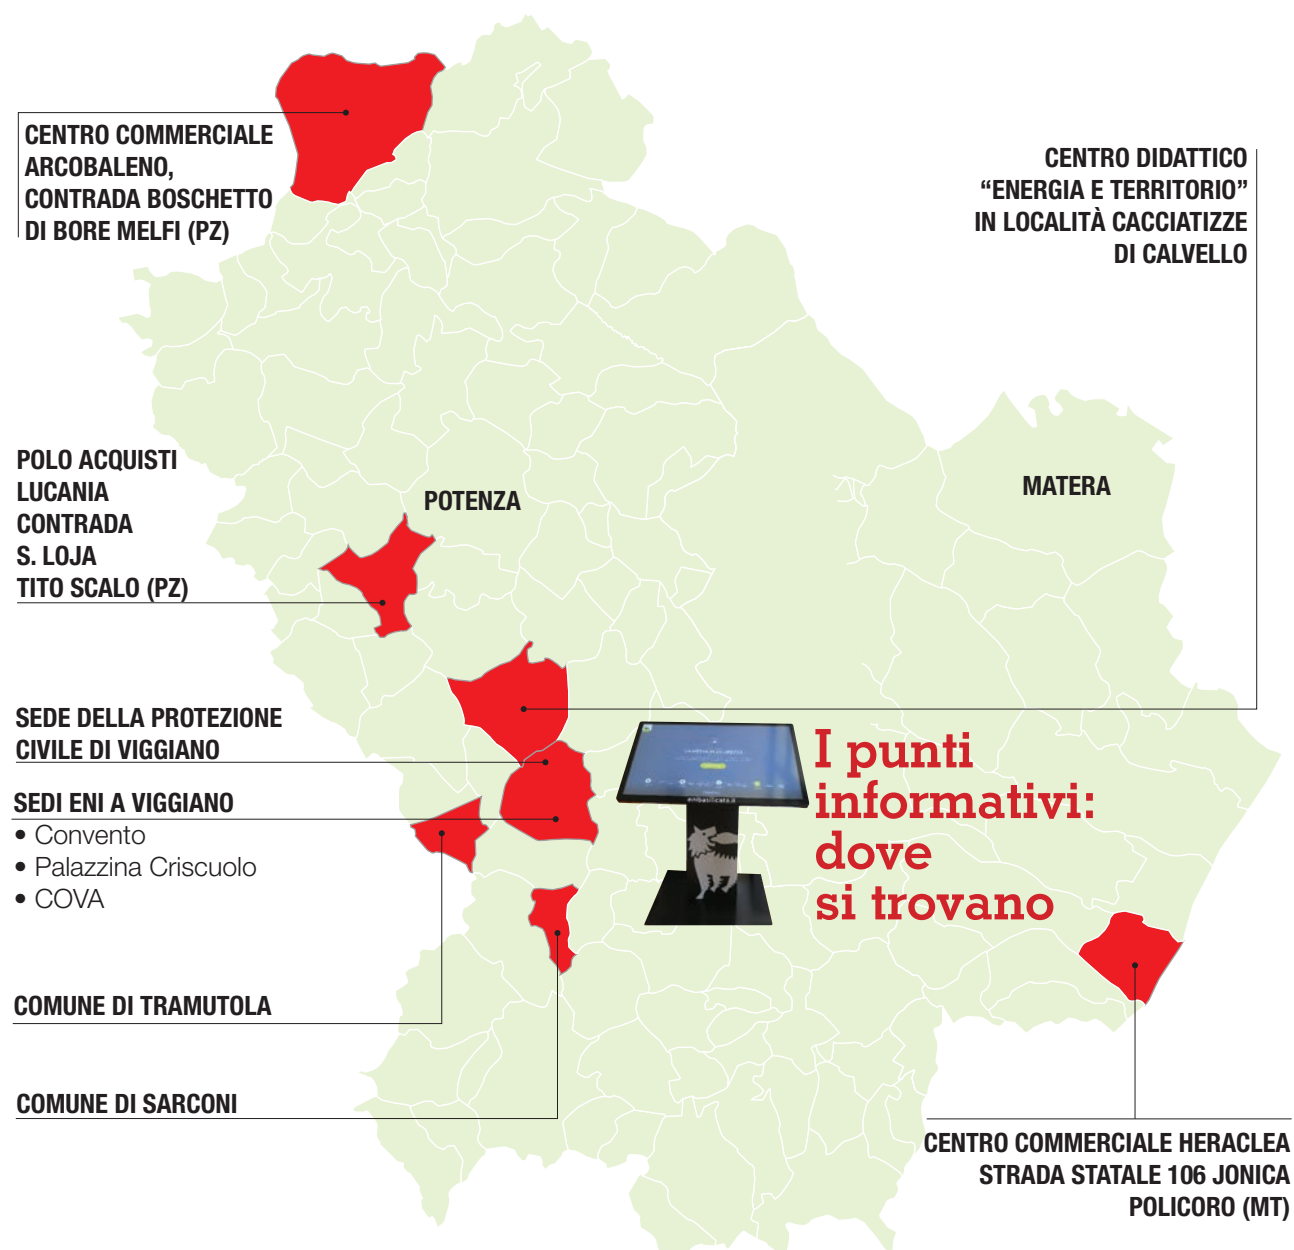 CENTRO COMMERCIALE
ARCOBALENO,
CONTRADA BOSCHETTO
DI BORE MELFI (PZ)
CENTRO DIDATTICO
“ENERGIA E TERRITORIO”
IN LOCALITÀ CACCIATIZZE
DI CALVELLO
POLO ACQUISTI
LUCANIA
CONTRADA
S. LOJA
TITO SCALO (PZ)
POTENZA
MATERA
SEDE DELLA PROTEZIONE
CIVILE DI VIGGIANO
SEDI ENI A VIGGIANO
• Convento
• Palazzina Criscuolo
• COVA
I punti
informativi:
dove
si trovano
enibasilicata.it
COMUNE DI TRAMUTOLA
COMUNE DI SARCONI
CENTRO COMMERCIALE HERACLEA
STRADA STATALE 106 JONICA
POLICORO (MT)